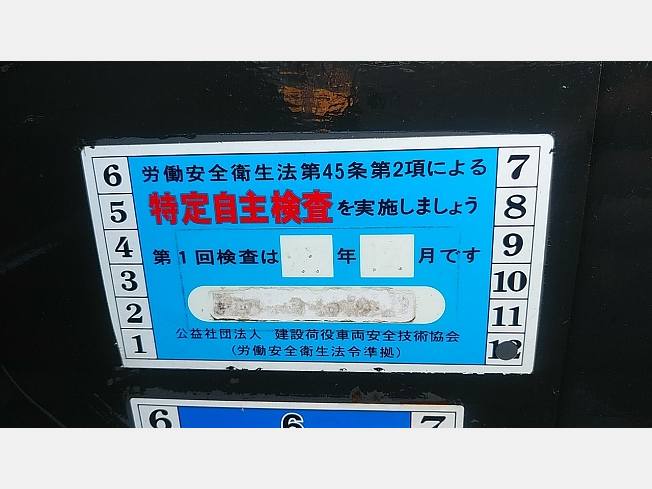 労働安全衛生法第45条第2項による
特定自主検査を実施しましょう
第1回検査は 年 月です
公益社団法人 建設荷役車両安全技術協会
(労働安全衛生法令準拠)
6
5
4
3
2
1
7
8
9
10
11
12
6 6 7